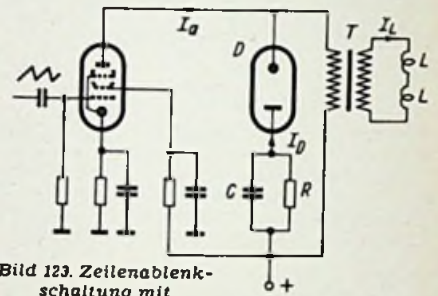 Ia
D
T
IL
L
L
ID
C
R
+
Bild 123. Zeilenablenk-
schaltung mit